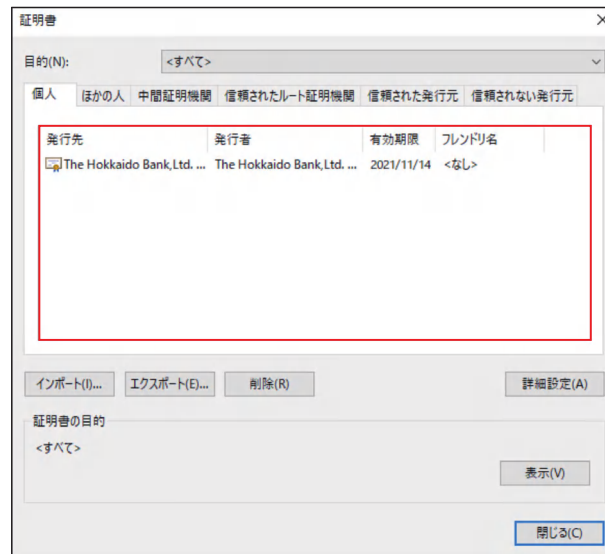 証明書
目的(N): <すべて>
個人 ほかの人 中間証明機関 信頼されたルート証明機関 信頼された発行元 信頼されない発行元
発行先 発行者 有効期限 フレンドリ名
The Hokkaido Bank,Ltd. ... The Hokkaido Bank,Ltd. ... 2021/11/14 <なし>
インポート(I)... エクスポート(E)... 削除(R) 詳細設定(A)
証明書の目的
<すべて>
表示(V)
閉じる(C)